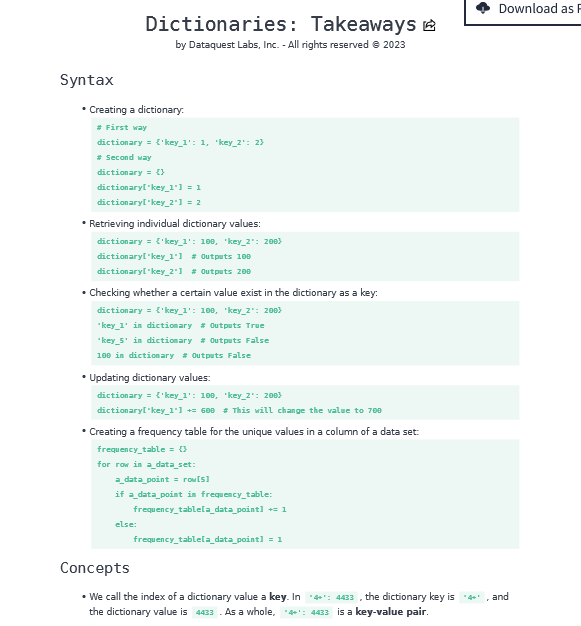 Download as
Dictionaries: Takeaways
by Dataquest Labs, Inc. - All rights reserved © 2023
Syntax
• Creating a dictionary:
# First way
dictionary = {'key_1': 1, 'key_2': 2}
# Second way
dictionary = {}
dictionary['key_1'] = 1
dictionary['key_2'] = 2
• Retrieving individual dictionary values:
dictionary = {'key_1': 100, 'key_2': 200}
dictionary['key_1']  # Outputs 100
dictionary['key_2']  # Outputs 200
• Checking whether a certain value exist in the dictionary as a key:
dictionary = {'key_1': 100, 'key_2': 200}
'key_1' in dictionary  # Outputs True
'key_5' in dictionary  # Outputs False
100 in dictionary  # Outputs False
• Updating dictionary values:
dictionary = {'key_1': 100, 'key_2': 200}
dictionary['key_1'] += 600  # This will change the value to 700
• Creating a frequency table for the unique values in a column of a data set:
frequency_table = {}
for row in a_data_set:
    a_data_point = row[5]
    if a_data_point in frequency_table:
        frequency_table[a_data_point] += 1
    else:
        frequency_table[a_data_point] = 1
Concepts
• We call the index of a dictionary value a key. In '4+': 4433 , the dictionary key is '4+' , and
the dictionary value is 4433 . As a whole, '4+': 4433 is a key-value pair.